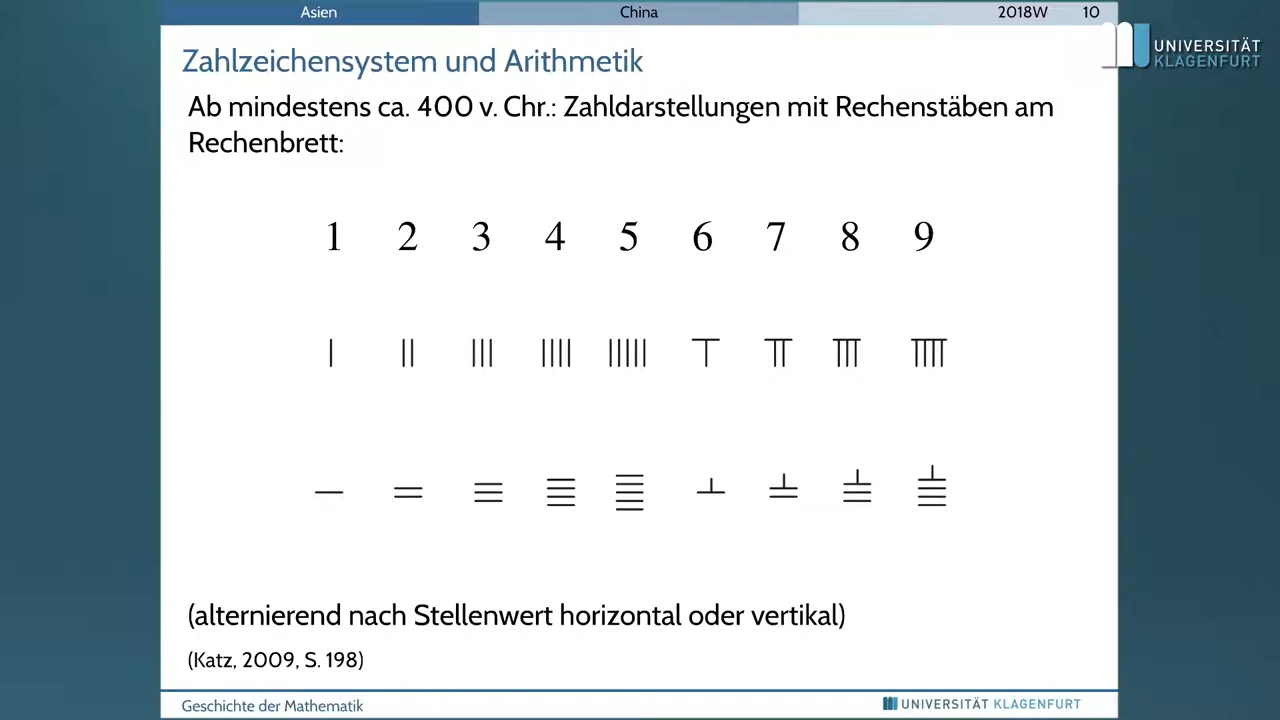 Asien China 2018W 10
UNIVERSITÄT
KLAGENFURT
Zahlzeichensystem und Arithmetik
Ab mindestens ca. 400 v. Chr.: Zahldarstellungen mit Rechenstäben am
Rechenbrett:
1 2 3 4 5 6 7 8 9
(alternierend nach Stellenwert horizontal oder vertikal)
(Katz, 2009, S. 198)
Geschichte der Mathematik UNIVERSITÄT KLAGENFURT